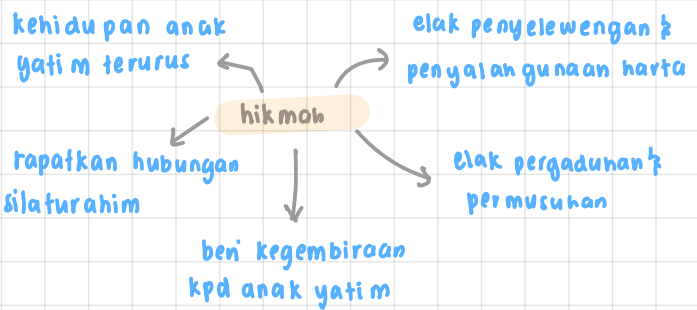 kehidupan anak
yatim terurus
elak penyelewengan &
penyalahgunaan harta
hikmah
rapatkan hubungan
silaturahim
elak pergaduhan &
permusuhan
beri kegembiraan
kpd anak yatim